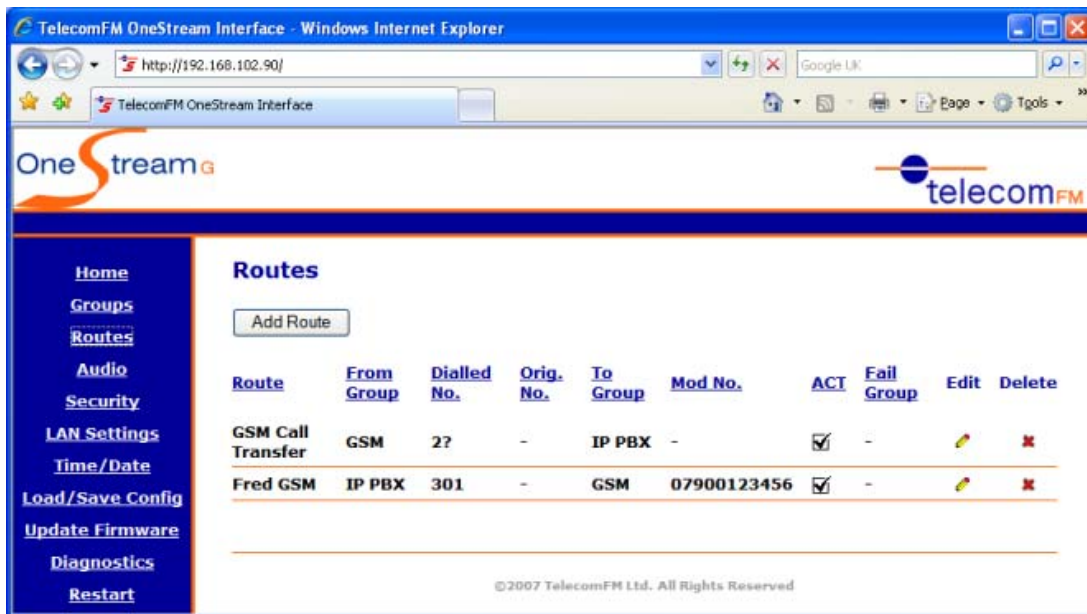 TelecomFM OneStream Interface - Windows Internet Explorer
http://192.168.102.90/
Google UK
TelecomFM OneStream Interface
Page
Tools
»
OneStream G
telecomFM
Home
Groups
Routes
Audio
Security
LAN Settings
Time/Date
Load/Save Config
Update Firmware
Diagnostics
Restart
Routes
Add Route
Route From Group Dialled No. Orig. No. To Group Mod No. ACT Fail Group Edit Delete
GSM Call Transfer GSM 2? - IP PBX - -
Fred GSM IP PBX 301 - GSM 07900123456 -
©2007 TelecomFM Ltd. All Rights Reserved